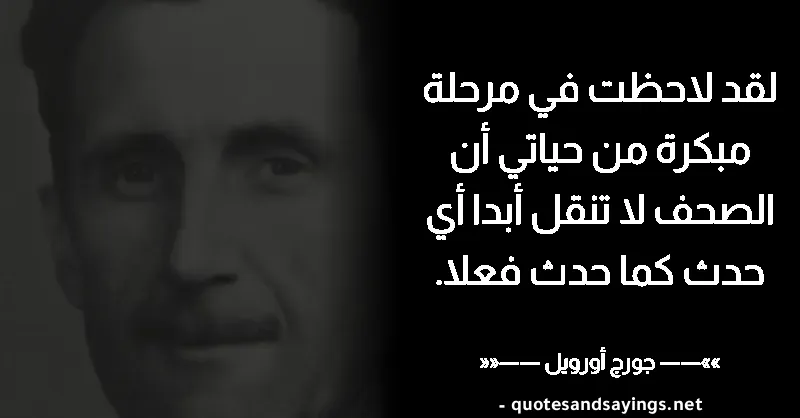 لقد لاحظت في مرحلة
مبكرة من حياتي أن
الصحف لا تنقل أبدا أي
حدث كما حدث فعلا.
»»——— جورج أورويل ———««
- quotesandsayings.net